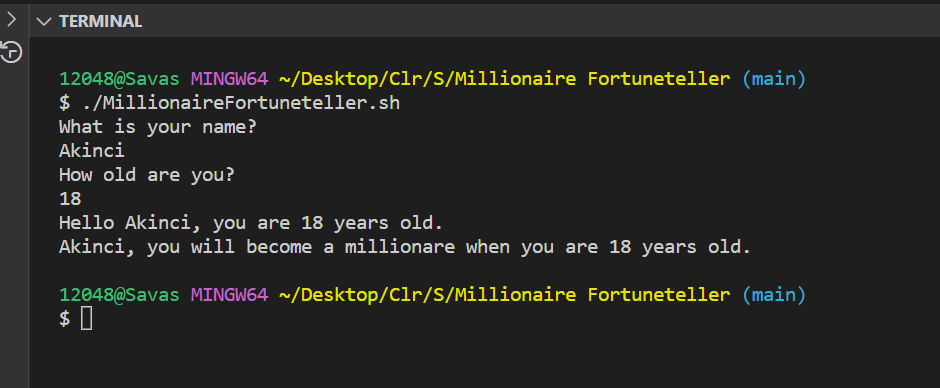 TERMINAL
12048@Savas MINGW64 ~/Desktop/Clr/S/Millionaire Fortuneteller (main)
$ ./MillionaireFortuneteller.sh
What is your name?
Akinci
How old are you?
18
Hello Akinci, you are 18 years old.
Akinci, you will become a millionare when you are 18 years old.
12048@Savas MINGW64 ~/Desktop/Clr/S/Millionaire Fortuneteller (main)
$